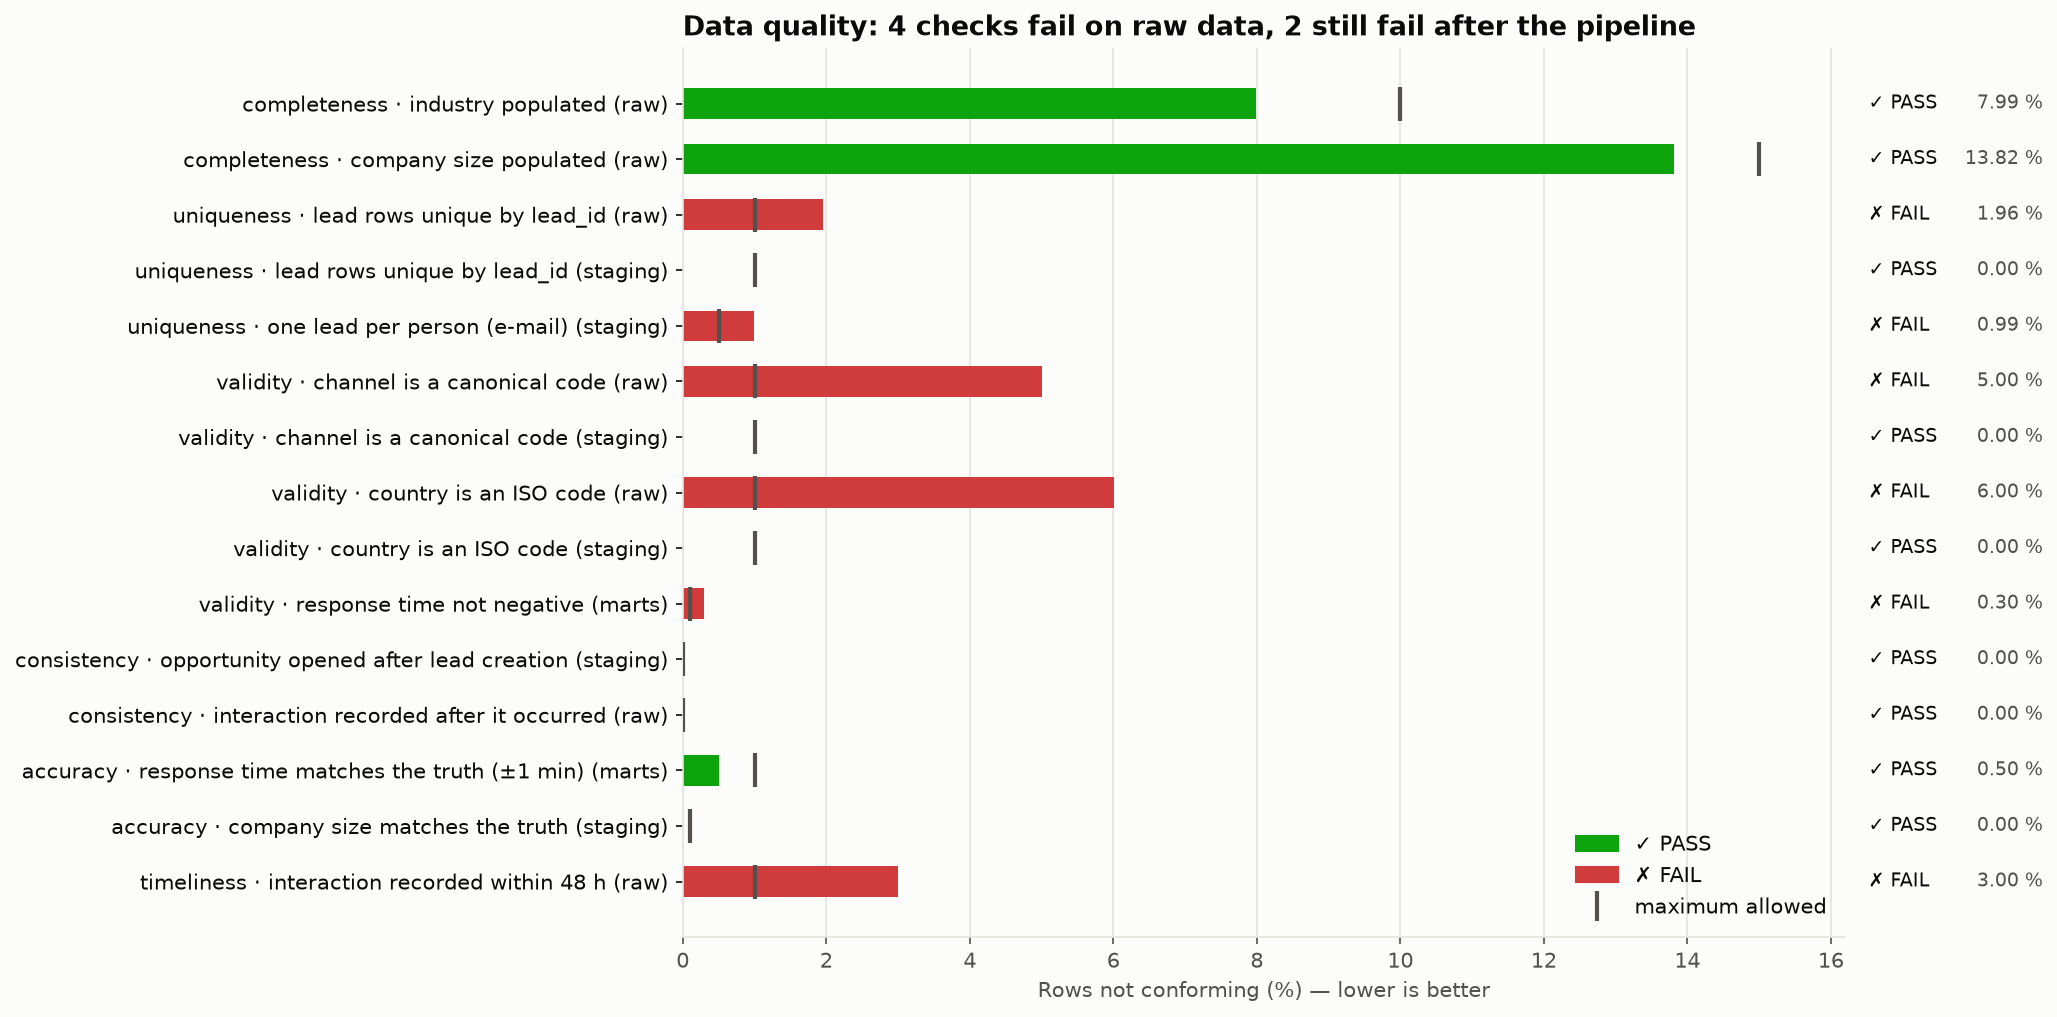 Data quality: 4 checks fail on raw data, 2 still fail after the pipeline
completeness · industry populated (raw) ✓ PASS 7.99 %
completeness · company size populated (raw) ✓ PASS 13.82 %
uniqueness · lead rows unique by lead_id (raw) ✗ FAIL 1.96 %
uniqueness · lead rows unique by lead_id (staging) ✓ PASS 0.00 %
uniqueness · one lead per person (e-mail) (staging) ✗ FAIL 0.99 %
validity · channel is a canonical code (raw) ✗ FAIL 5.00 %
validity · channel is a canonical code (staging) ✓ PASS 0.00 %
validity · country is an ISO code (raw) ✗ FAIL 6.00 %
validity · country is an ISO code (staging) ✓ PASS 0.00 %
validity · response time not negative (marts) ✗ FAIL 0.30 %
consistency · opportunity opened after lead creation (staging) ✓ PASS 0.00 %
consistency · interaction recorded after it occurred (raw) ✓ PASS 0.00 %
accuracy · response time matches the truth (±1 min) (marts) ✓ PASS 0.50 %
accuracy · company size matches the truth (staging) ✓ PASS 0.00 %
timeliness · interaction recorded within 48 h (raw) ✗ FAIL 3.00 %
✓ PASS
✗ FAIL
maximum allowed
0 2 4 6 8 10 12 14 16
Rows not conforming (%) — lower is better